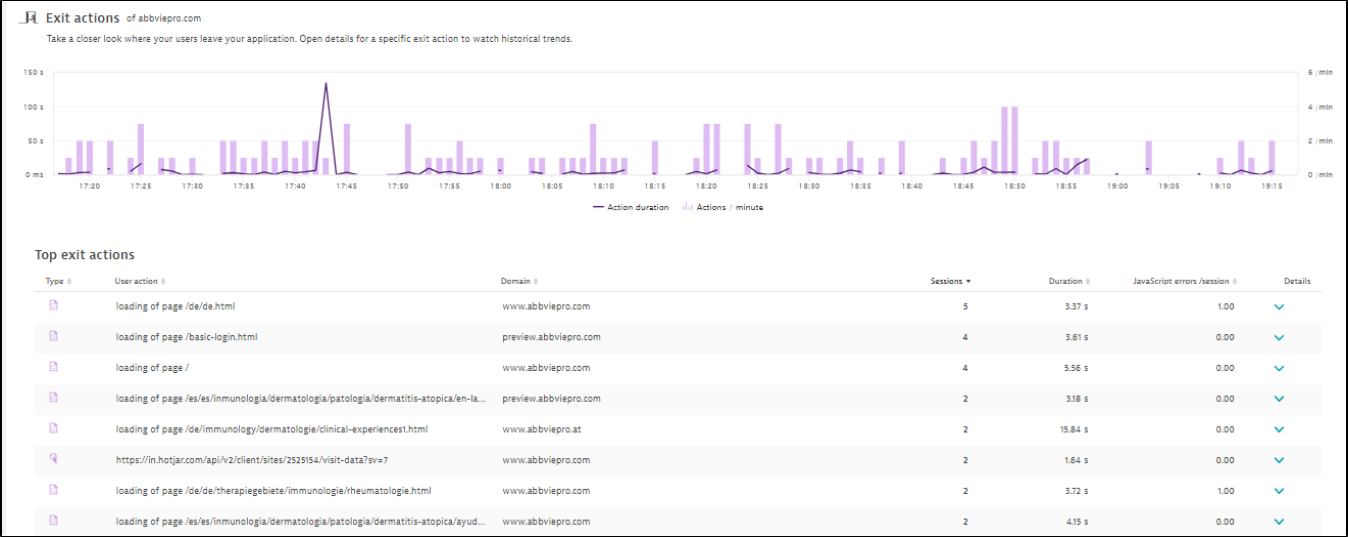 Exit actions of abbviepro.com
Take a closer look where your users leave your application. Open details for a specific exit action to watch historical trends.
150 s 6 /min
100 s 4 /min
50 s 2 /min
0 ms 0 /min
17:20 17:25 17:30 17:35 17:40 17:45 17:50 17:55 18:00 18:05 18:10 18:15 18:20 18:25 18:30 18:35 18:40 18:45 18:50 18:55 19:00 19:05 19:10 19:15
Action duration Actions / minute
Top exit actions
Type User action Domain Sessions Duration JavaScript errors /session Details
loading of page /de/de.html www.abbviepro.com 5 3.37 s 1.00
loading of page /basic-login.html preview.abbviepro.com 4 3.61 s 0.00
loading of page / www.abbviepro.com 4 5.56 s 0.00
loading of page /es/es/inmunologia/dermatologia/patologia/dermatitis-atopica/en-la... preview.abbviepro.com 2 3.18 s 0.00
loading of page /de/immunology/dermatologie/clinical-experiences1.html www.abbviepro.at 2 15.84 s 0.00
https://in.hotjar.com/api/v2/client/sites/2525154/visit-data?sv=7 www.abbviepro.com 2 1.64 s 0.00
loading of page /de/de/therapiegebiete/immunologie/rheumatologie.html www.abbviepro.com 2 3.72 s 1.00
loading of page /es/es/inmunologia/dermatologia/patologia/dermatitis-atopica/ayud... www.abbviepro.com 2 4.15 s 0.00